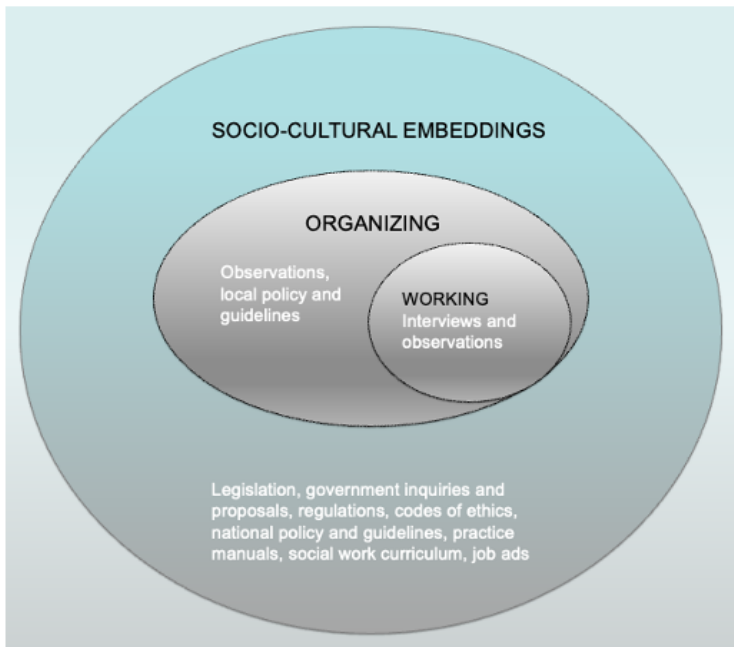 SOCIO-CULTURAL EMBEDDINGS
ORGANIZING
Observations,
local policy and
guidelines
WORKING
Interviews and
observations
Legislation, government inquiries and
proposals, regulations, codes of ethics,
national policy and guidelines, practice
manuals, social work curriculum, job ads